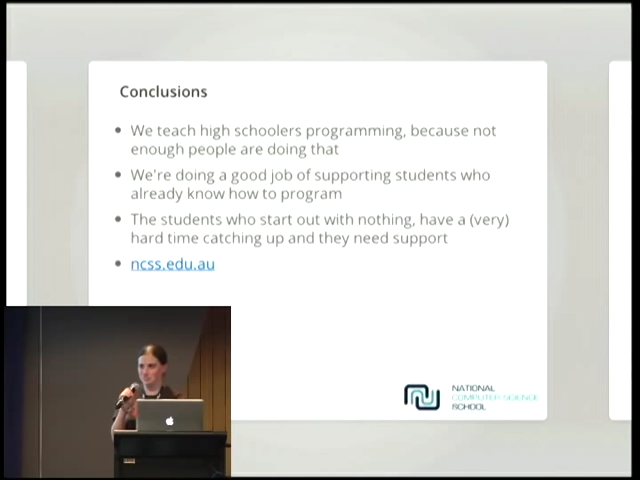 Conclusions
We teach high schoolers programming, because not
enough people are doing that
We're doing a good job of supporting students who
already know how to program
The students who start out with nothing, have a (very)
hard time catching up and they need support
ncss.edu.au
NATIONAL
COMPUTER SCIENCE
SCHOOL